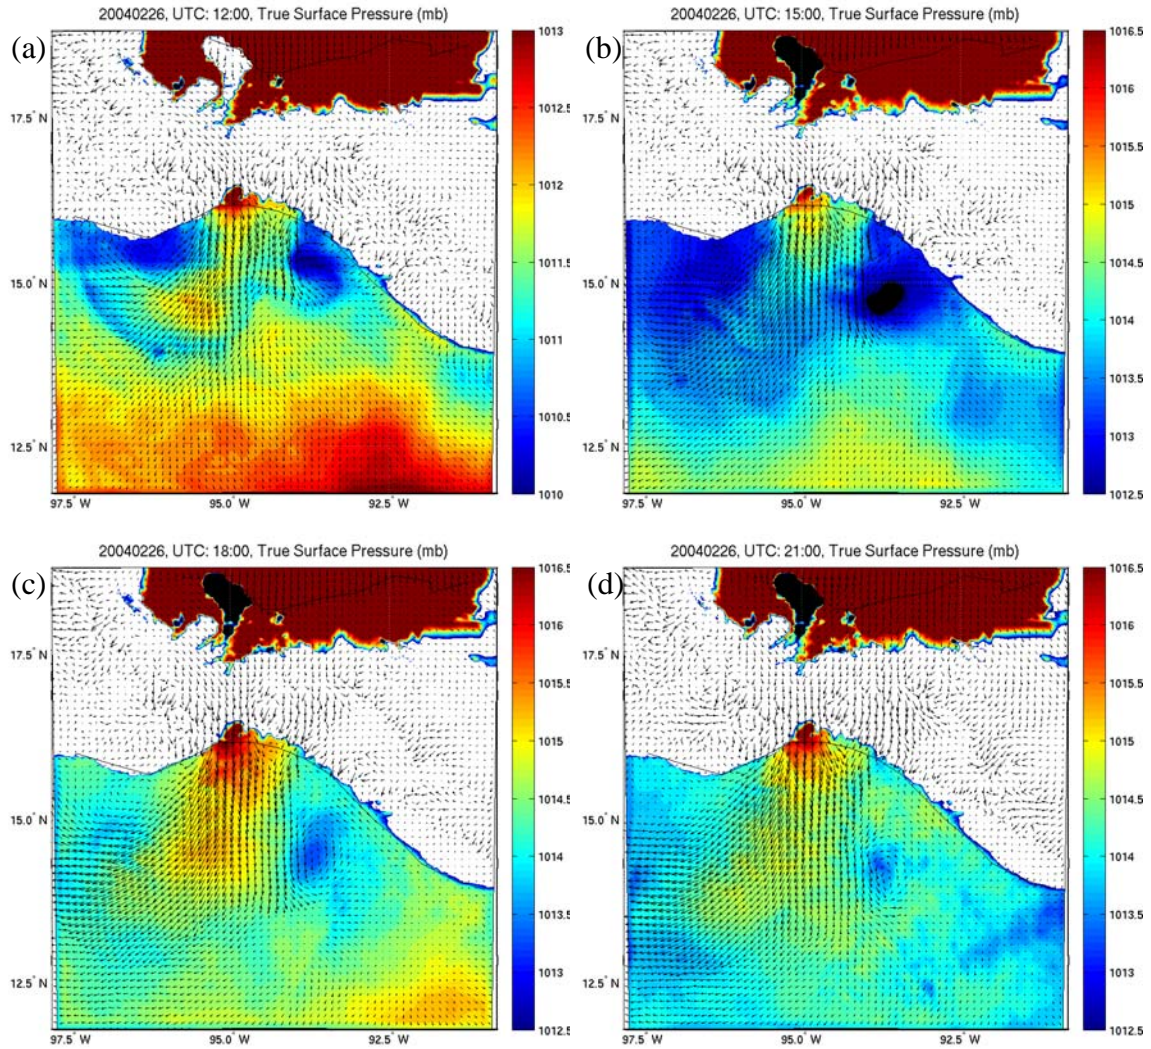 20040226, UTC: 12:00, True Surface Pressure (mb)
(a)
17.5° N
15.0° N
12.5° N
97.5° W
95.0° W
92.5° W
1013
1012.5
1012
1011.5
1011
1010.5
1010
20040226, UTC: 15:00, True Surface Pressure (mb)
(b)
17.5° N
15.0° N
12.5° N
97.5° W
95.0° W
92.5° W
1016.5
1016
1015.5
1015
1014.5
1014
1013.5
1013
1012.5
20040226, UTC: 18:00, True Surface Pressure (mb)
(c)
17.5° N
15.0° N
12.5° N
97.5° W
95.0° W
92.5° W
1016.5
1016
1015.5
1015
1014.5
1014
1013.5
1013
1012.5
20040226, UTC: 21:00, True Surface Pressure (mb)
(d)
17.5° N
15.0° N
12.5° N
97.5° W
95.0° W
92.5° W
1016.5
1016
1015.5
1015
1014.5
1014
1013.5
1013
1012.5